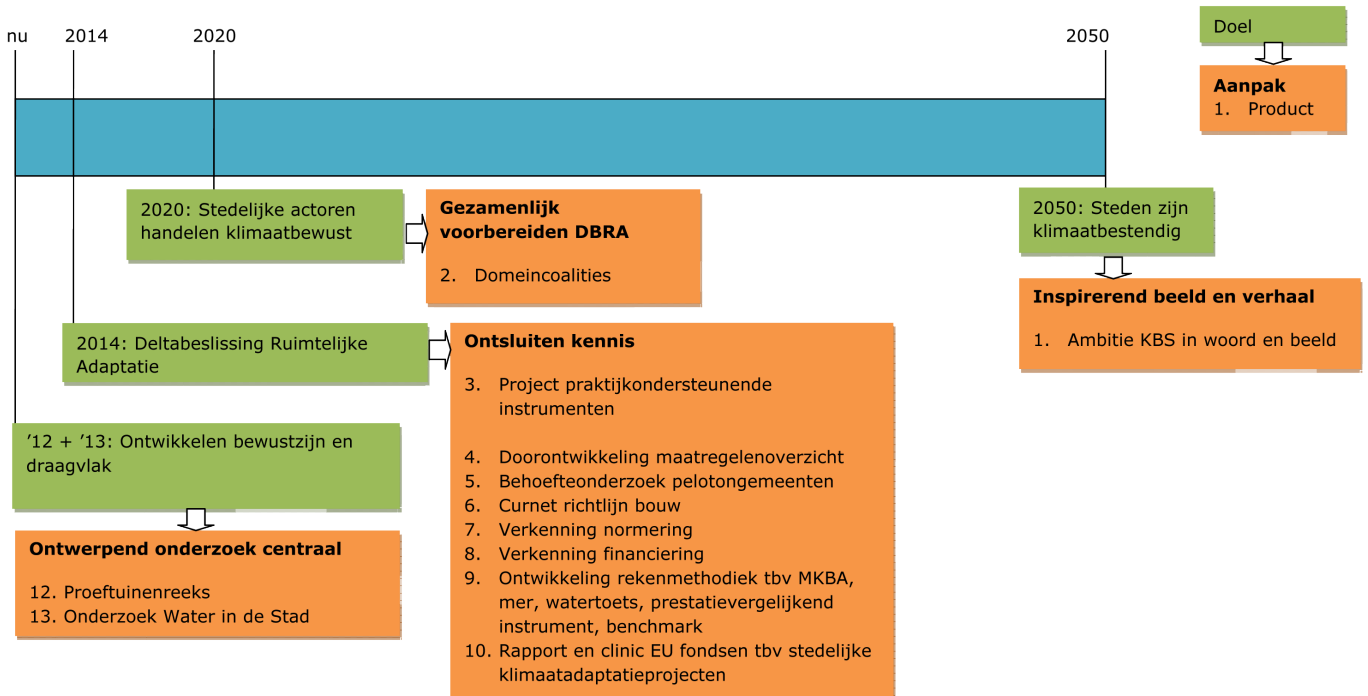 nu 2014 2020 2050
Doel
Aanpak
1. Product
2020: Stedelijke actoren
handelen klimaatbewust
Gezamenlijk
voorbereiden DBRA
2. Domeincoalities
2050: Steden zijn
klimaatbestendig
Inspirerend beeld en verhaal
1. Ambitie KBS in woord en beeld
2014: Deltabeslissing Ruimtelijke
Adaptatie
Ontsluiten kennis
3. Project praktijkondersteunende
instrumenten
4. Doorontwikkeling maatregelenoverzicht
5. Behoefteonderzoek pelotongemeenten
6. Curnet richtlijn bouw
7. Verkenning normering
8. Verkenning financiering
9. Ontwikkeling rekenmethodiek tbv MKBA,
mer, watertoets, prestatievergelijkend
instrument, benchmark
10. Rapport en clinic EU fondsen tbv stedelijke
klimaatadaptatieprojecten
’12 + ’13: Ontwikkelen bewustzijn en
draagvlak
Ontwerpend onderzoek centraal
12. Proeftuinenreeks
13. Onderzoek Water in de Stad